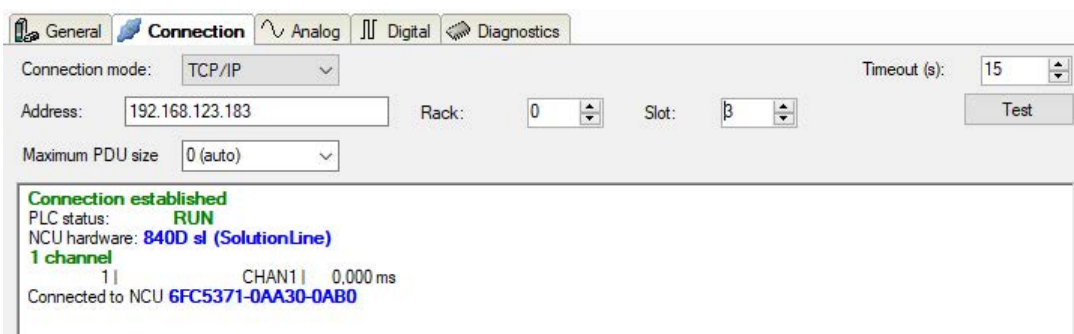 General Connection Analog Digital Diagnostics
Connection mode: TCP/IP Timeout (s): 15
Address: 192.168.123.183 Rack: 0 Slot: 3 Test
Maximum PDU size 0 (auto)
Connection established
PLC status: RUN
NCU hardware: 840D sl (SolutionLine)
1 channel
1 | CHAN1 | 0,000 ms
Connected to NCU 6FC5371-0AA30-0AB0